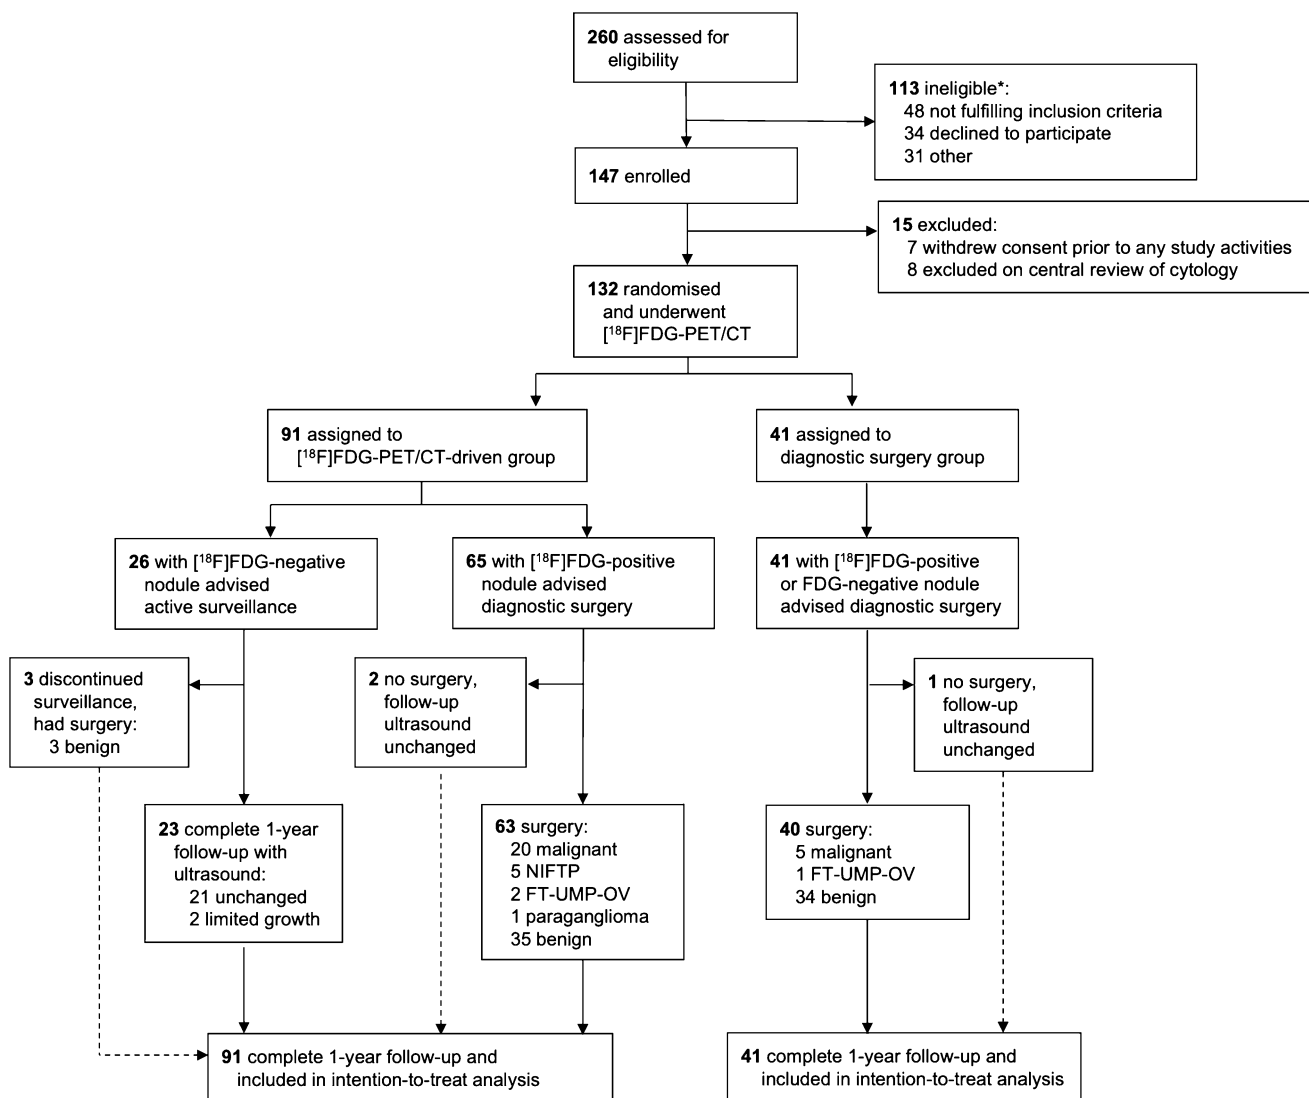 260 assessed for
eligibility
113 ineligible*:
48 not fulfilling inclusion criteria
34 declined to participate
31 other
147 enrolled
15 excluded:
7 withdrew consent prior to any study activities
8 excluded on central review of cytology
132 randomised
and underwent
[¹⁸F]FDG-PET/CT
91 assigned to
[¹⁸F]FDG-PET/CT-driven group
41 assigned to
diagnostic surgery group
26 with [¹⁸F]FDG-negative
nodule advised
active surveillance
65 with [¹⁸F]FDG-positive
nodule advised
diagnostic surgery
41 with [¹⁸F]FDG-positive
or FDG-negative nodule
advised diagnostic surgery
3 discontinued
surveillance,
had surgery:
3 benign
2 no surgery,
follow-up
ultrasound
unchanged
1 no surgery,
follow-up
ultrasound
unchanged
23 complete 1-year
follow-up with
ultrasound:
21 unchanged
2 limited growth
63 surgery:
20 malignant
5 NIFTP
2 FT-UMP-OV
1 paraganglioma
35 benign
40 surgery:
5 malignant
1 FT-UMP-OV
34 benign
91 complete 1-year follow-up and
included in intention-to-treat analysis
41 complete 1-year follow-up and
included in intention-to-treat analysis